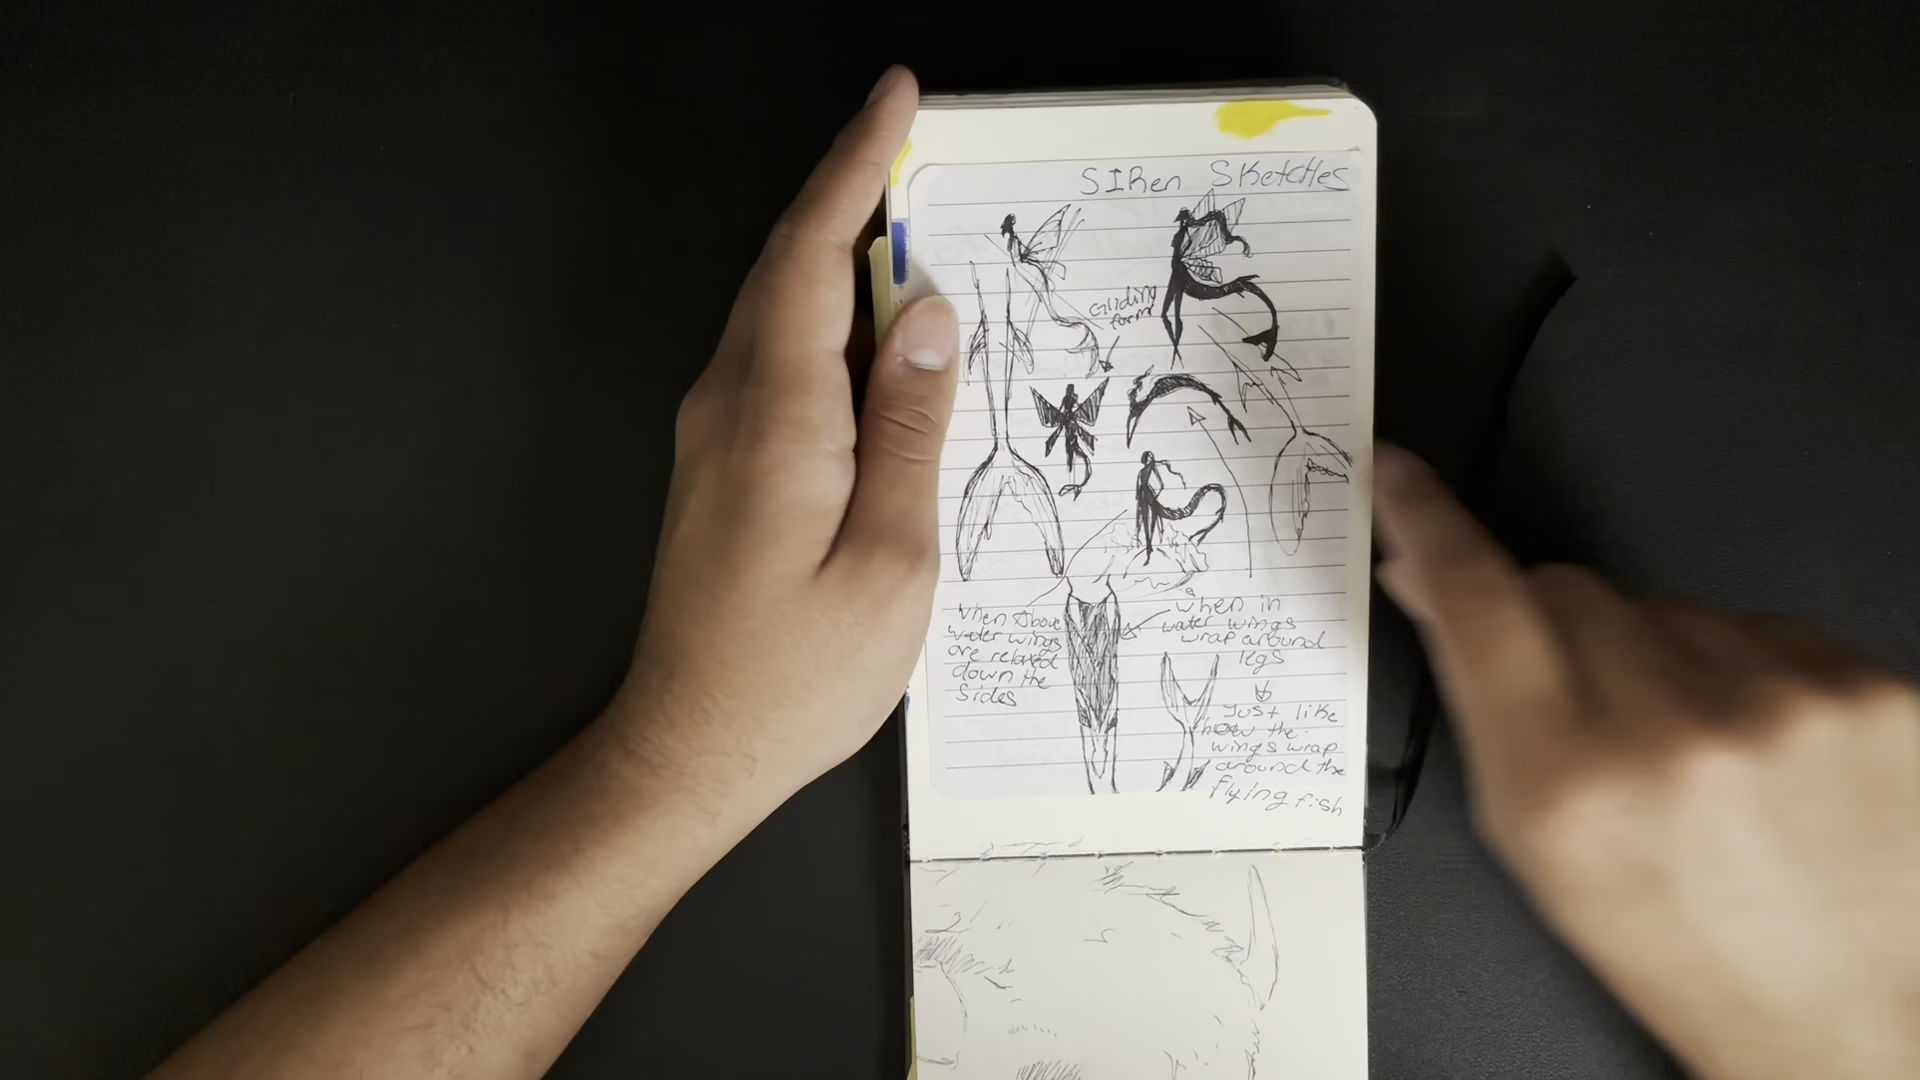 SIRen SKetcHes
Gliding
form
when Above
water wings
are relaxed
down the
Sides
when in
water wings
wrap around
legs
Just like
how the
wings wrap
around the
flying fish